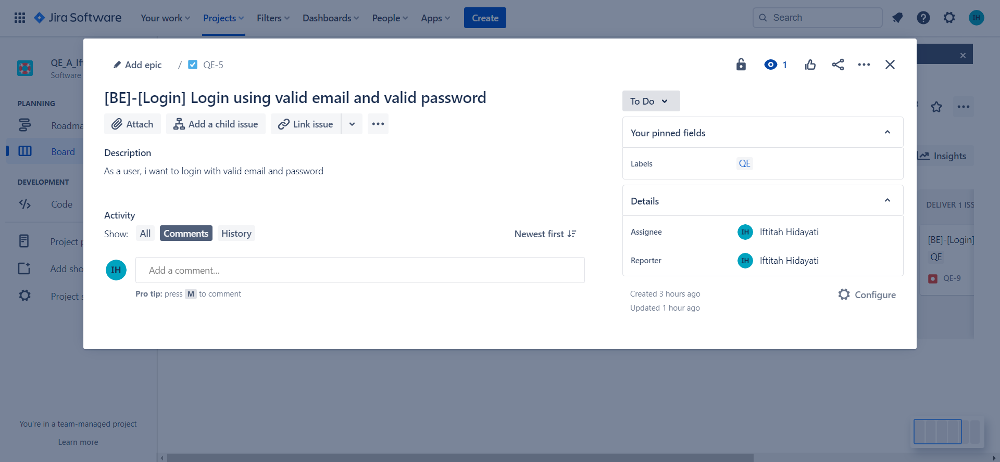 Jira Software
Your work
Projects
Filters
Dashboards
People
Apps
Create
Search
IH
QE_A_Ift
Software
PLANNING
Roadma
Board
DEVELOPMENT
Code
Project p
Add sho
Project s
You're in a team-managed project
Learn more
Add epic
/
QE-5
1
[BE]-[Login] Login using valid email and valid password
Attach
Add a child issue
Link issue
Description
As a user, i want to login with valid email and password
Activity
Show:
All
Comments
History
Newest first
IH
Add a comment...
Pro tip: press M to comment
To Do
Your pinned fields
Labels
QE
Details
Assignee
IH
Iftitah Hidayati
Reporter
IH
Iftitah Hidayati
Created 3 hours ago
Updated 1 hour ago
Configure
Insights
DELIVER 1 ISS
[BE]-[Login]
QE
QE-9